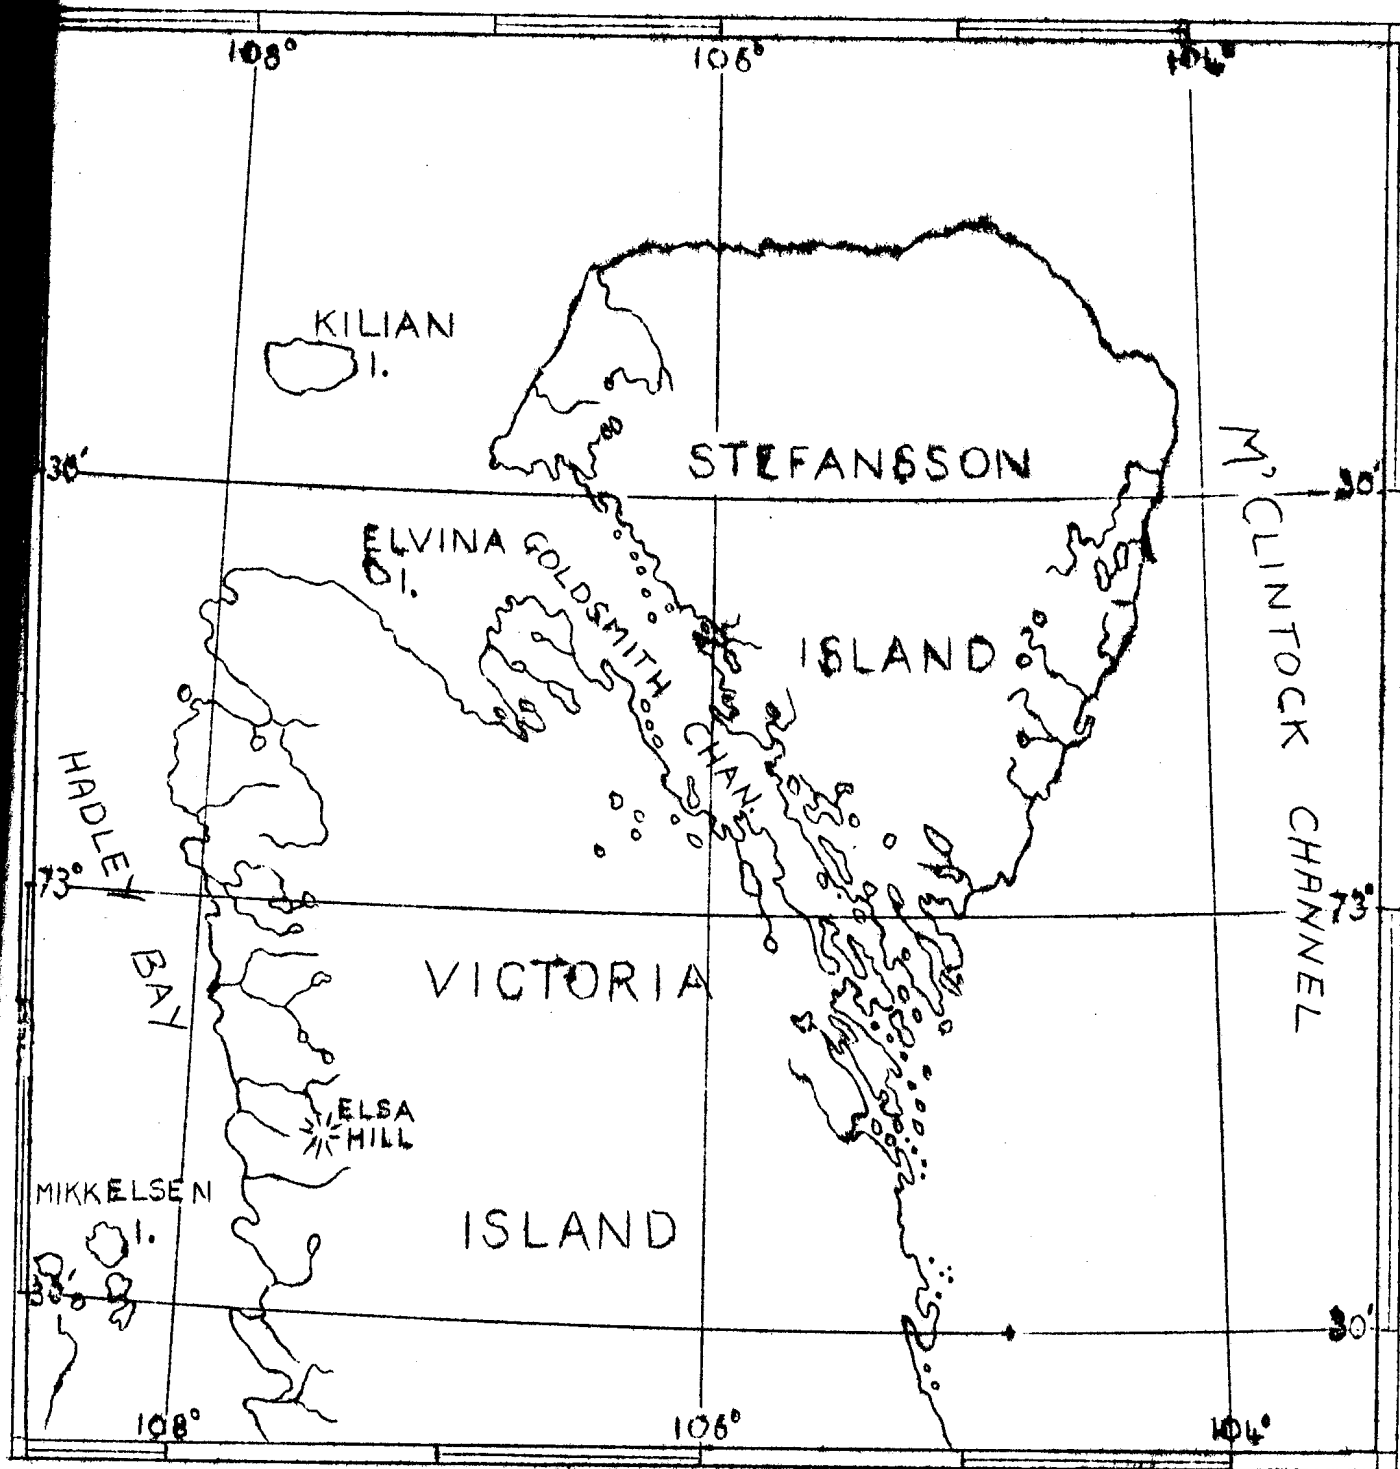 108° 106° 104°
KILIAN
I.
30' STEFANSSON 30'
ELVINA
I.
GOLDSMITH
CHAN.
ISLAND
M'CLINTOCK CHANNEL
HADLEY
BAY
73° 73°
VICTORIA
ELSA
HILL
MIKKELSEN
I.
ISLAND
30' 30'
108° 106° 104°